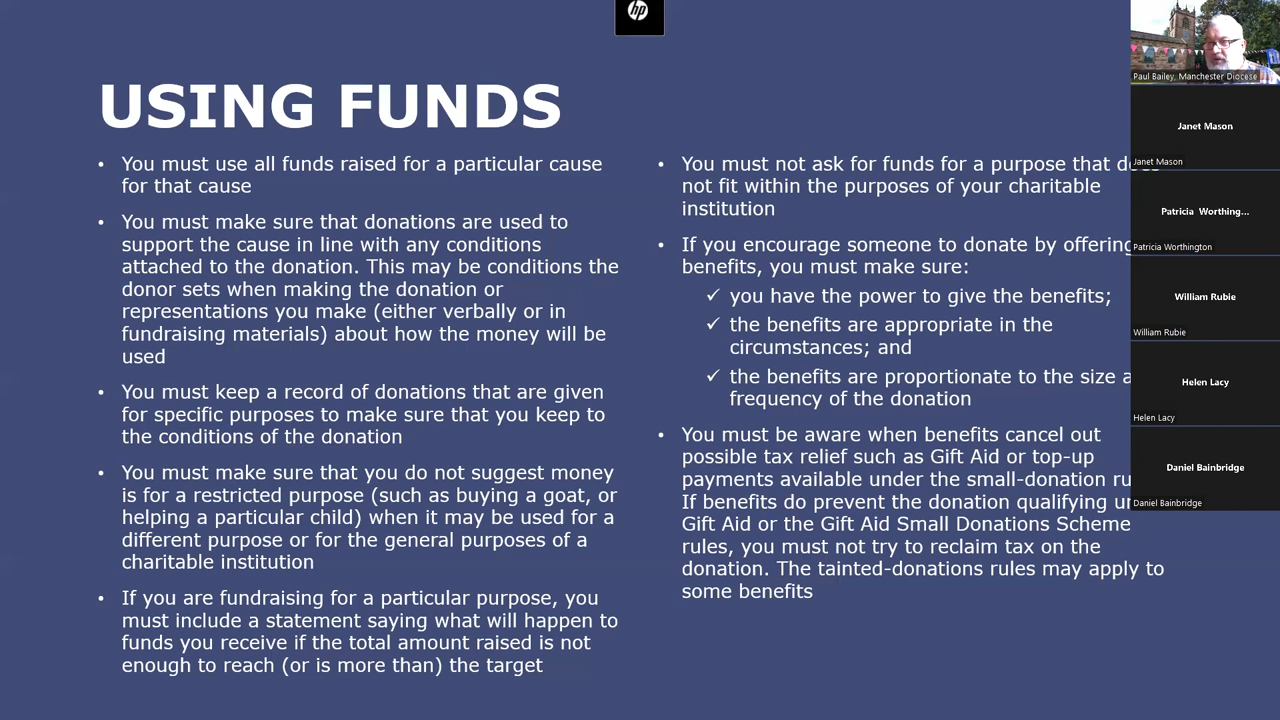 hp
USING FUNDS
• You must use all funds raised for a particular cause
for that cause
• You must make sure that donations are used to
support the cause in line with any conditions
attached to the donation. This may be conditions the
donor sets when making the donation or
representations you make (either verbally or in
fundraising materials) about how the money will be
used
• You must keep a record of donations that are given
for specific purposes to make sure that you keep to
the conditions of the donation
• You must make sure that you do not suggest money
is for a restricted purpose (such as buying a goat, or
helping a particular child) when it may be used for a
different purpose or for the general purposes of a
charitable institution
• If you are fundraising for a particular purpose, you
must include a statement saying what will happen to
funds you receive if the total amount raised is not
enough to reach (or is more than) the target
• You must not ask for funds for a purpose that
not fit within the purposes of your charitable
institution
• If you encourage someone to donate by offering
benefits, you must make sure:
✓ you have the power to give the benefits;
✓ the benefits are appropriate in the
circumstances; and
✓ the benefits are proportionate to the size
frequency of the donation
• You must be aware when benefits cancel out
possible tax relief such as Gift Aid or top-up
payments available under the small-donation
If benefits do prevent the donation qualifying
Gift Aid or the Gift Aid Small Donations Scheme
rules, you must not try to reclaim tax on the
donation. The tainted-donations rules may apply to
some benefits
Paul Bailey, Manchester Diocese
Janet Mason
Janet Mason
Patricia Worthing...
Patricia Worthington
William Rubie
William Rubie
Helen Lacy
Helen Lacy
Daniel Bainbridge
Daniel Bainbridge